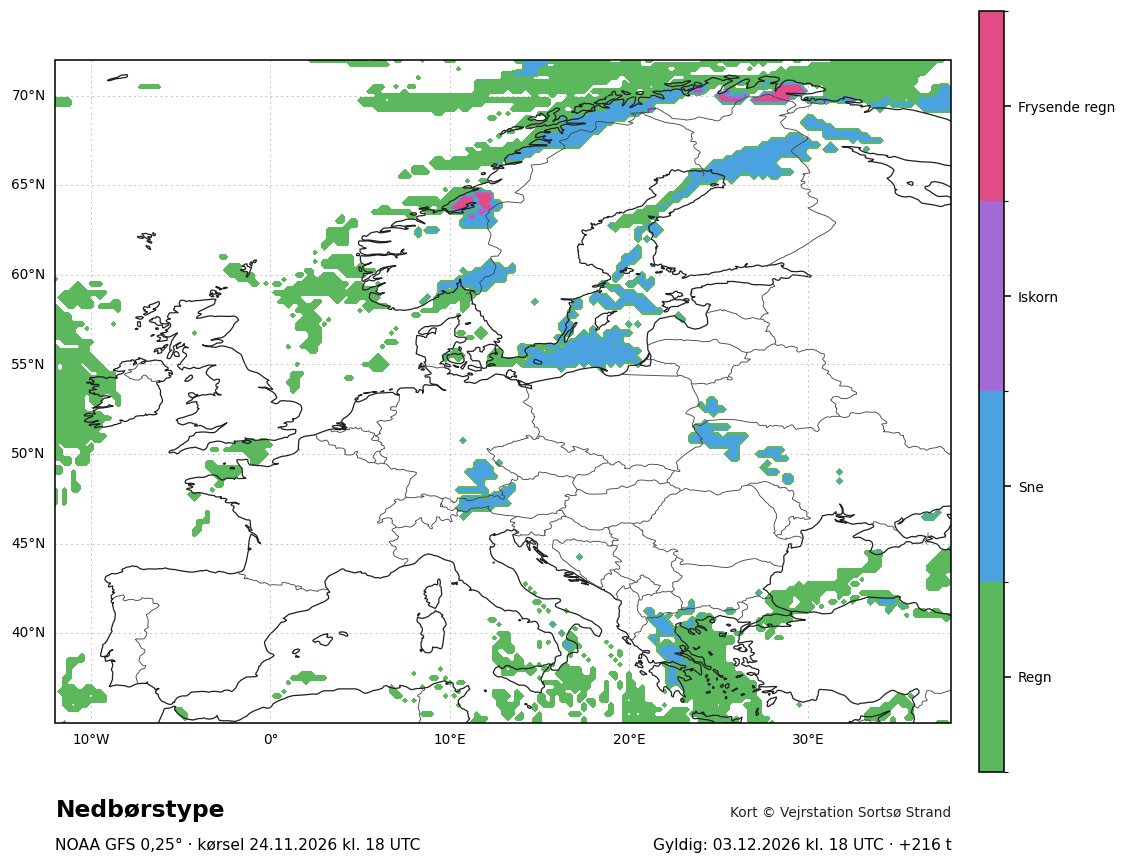 70°N
65°N
60°N
55°N
50°N
45°N
40°N
10°W
0°
10°E
20°E
30°E
Frysende regn
Iskorn
Sne
Regn
Nedbørstype
Kort © Vejrstation Sortsø Strand
NOAA GFS 0,25° · kørsel 24.11.2026 kl. 18 UTC
Gyldig: 03.12.2026 kl. 18 UTC · +216 t